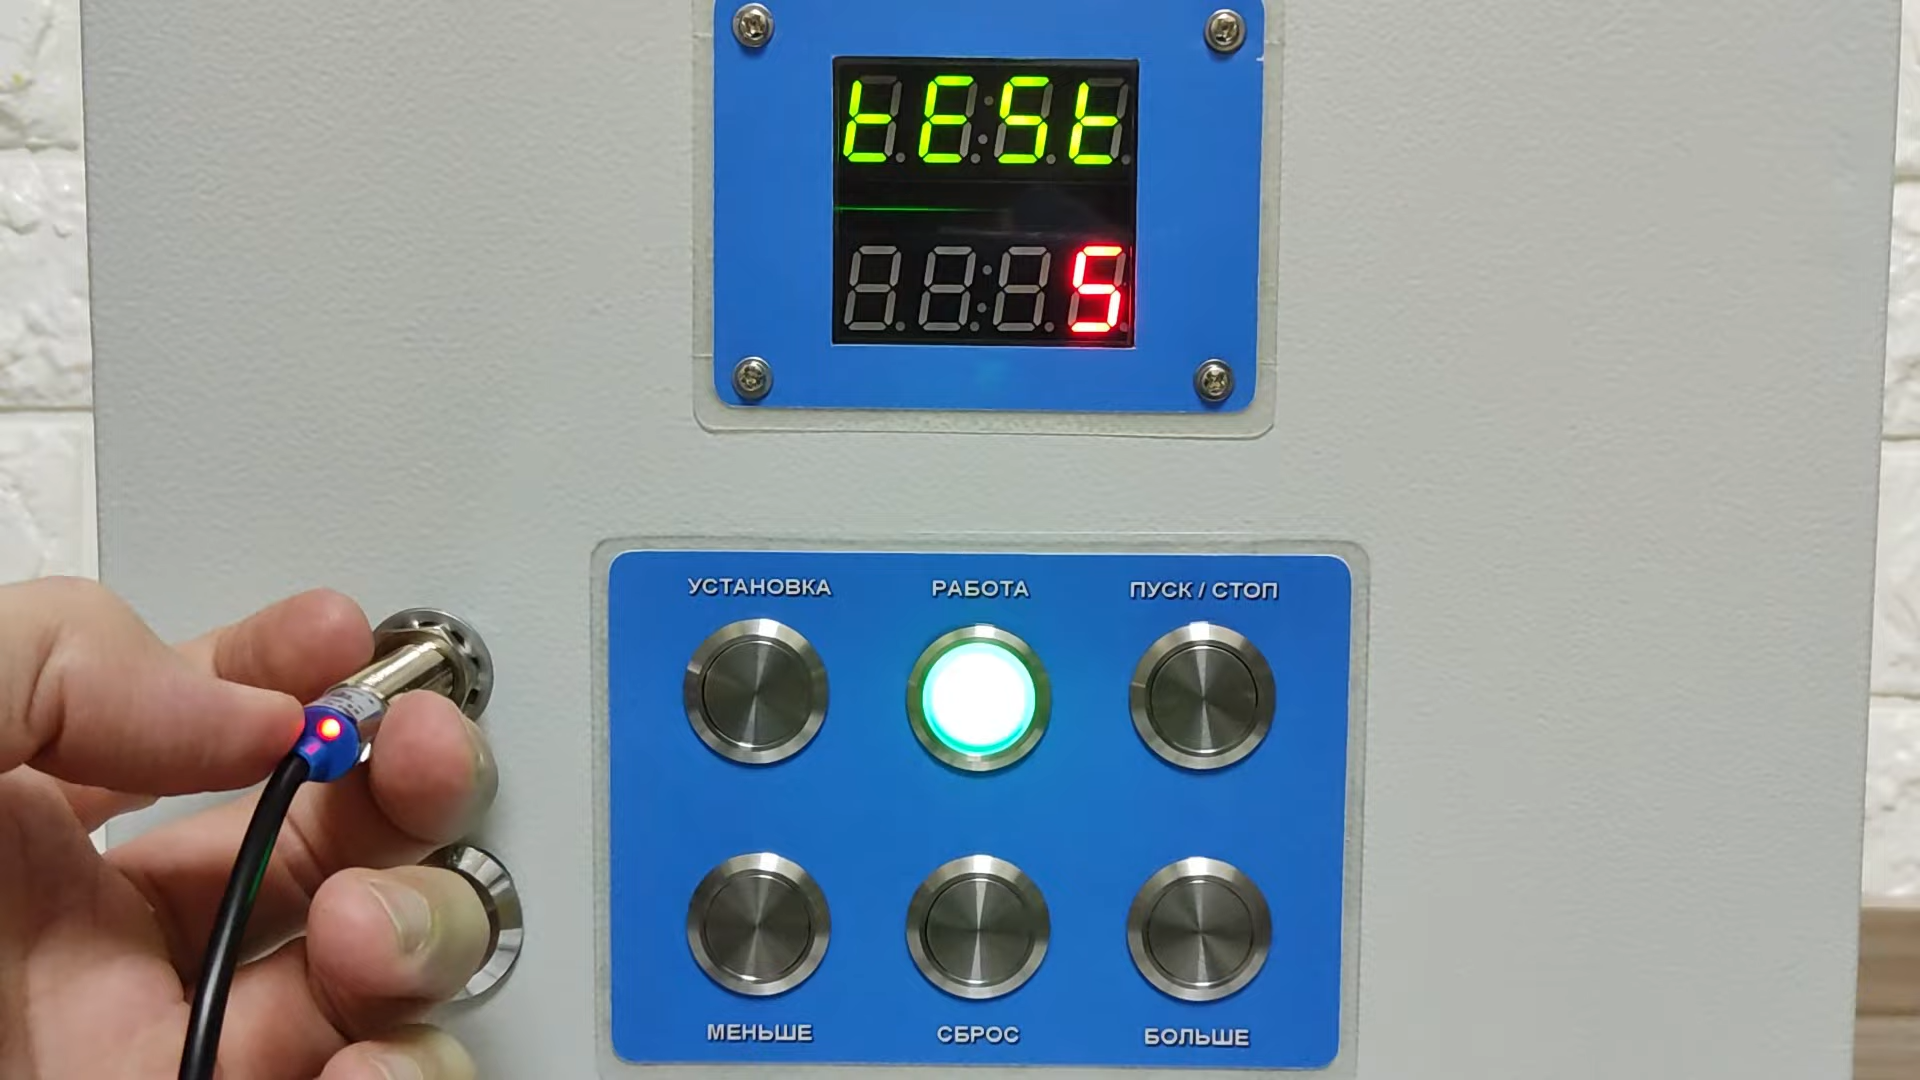 tESt
5
УСТАНОВКА
РАБОТА
ПУСК / СТОП
МЕНЬШЕ
СБРОС
БОЛЬШЕ